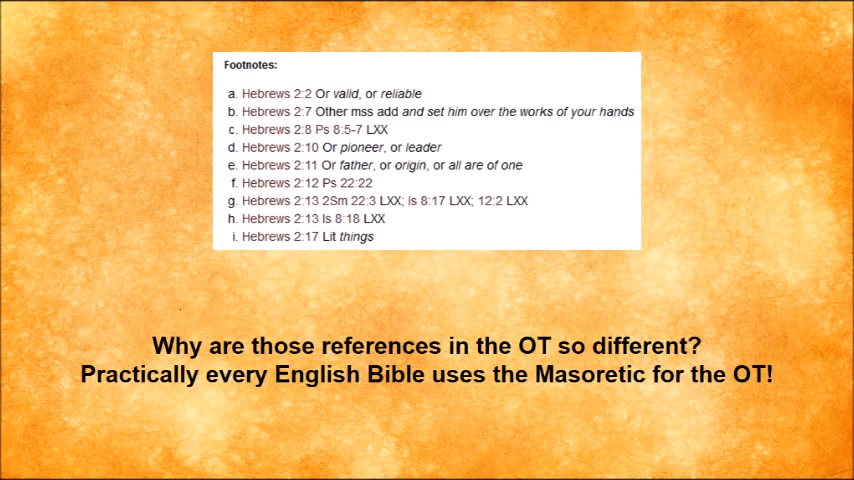 Footnotes:
a. Hebrews 2:2 Or valid, or reliable
b. Hebrews 2:7 Other mss add and set him over the works of your hands
c. Hebrews 2:8 Ps 8:5-7 LXX
d. Hebrews 2:10 Or pioneer, or leader
e. Hebrews 2:11 Or father, or origin, or all are of one
f. Hebrews 2:12 Ps 22:22
g. Hebrews 2:13 2Sm 22:3 LXX; Is 8:17 LXX; 12:2 LXX
h. Hebrews 2:13 Is 8:18 LXX
i. Hebrews 2:17 Lit things
Why are those references in the OT so different?
Practically every English Bible uses the Masoretic for the OT!